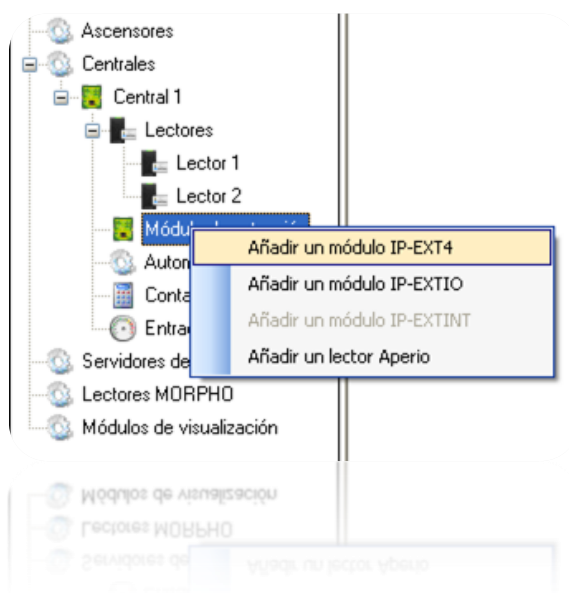 Ascensores
Centrales
Central 1
Lectores
Lector 1
Lector 2
Añadir un módulo IP-EXT4
Añadir un módulo IP-EXTIO
Añadir un módulo IP-EXTINT
Añadir un lector Aperio
Servidores de
Lectores MORPHO
Módulos de visualización